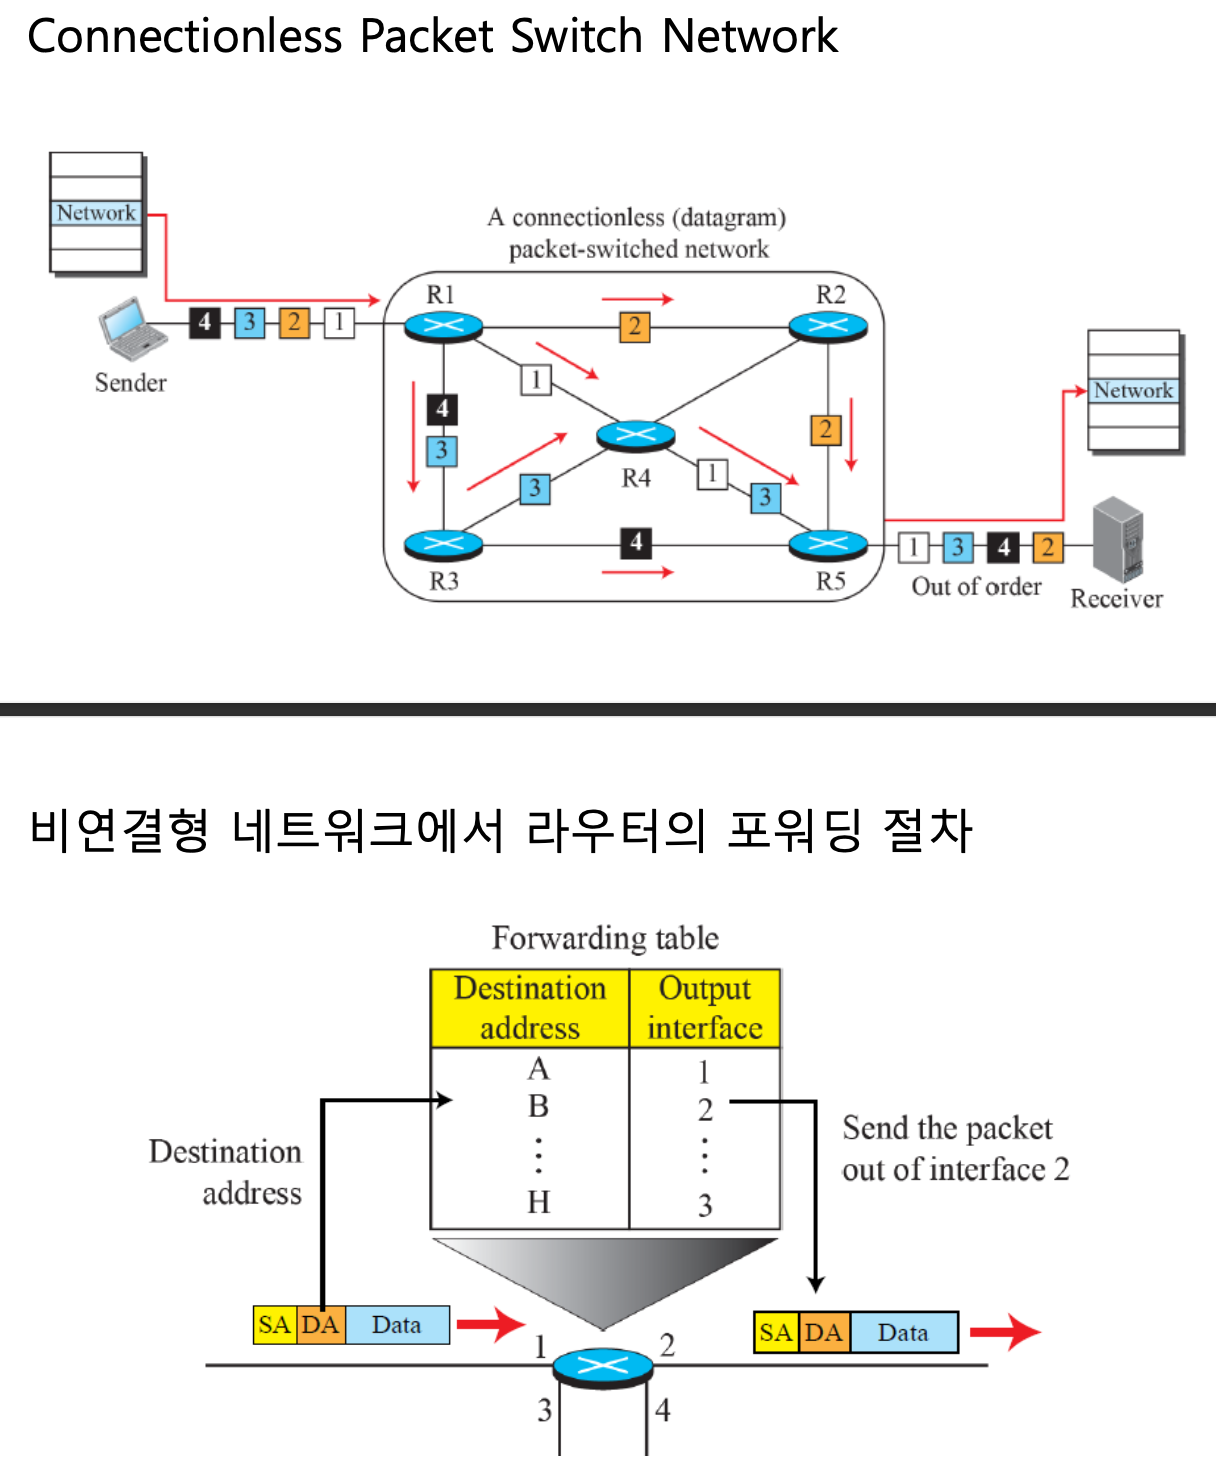 Connectionless Packet Switch Network
Network
A connectionless (datagram)
packet-switched network
R1
R2
4 3 2 1
2
Sender
1
4
3
2
Network
R4
1
3
3
4
R3
R5
1 3 4 2
Out of order
Receiver
비연결형 네트워크에서 라우터의 포워딩 절차
Forwarding table
Destination address
Output interface
A 1
B 2
H 3
Destination
address
Send the packet
out of interface 2
SA DA Data
SA DA Data
1
2
3
4